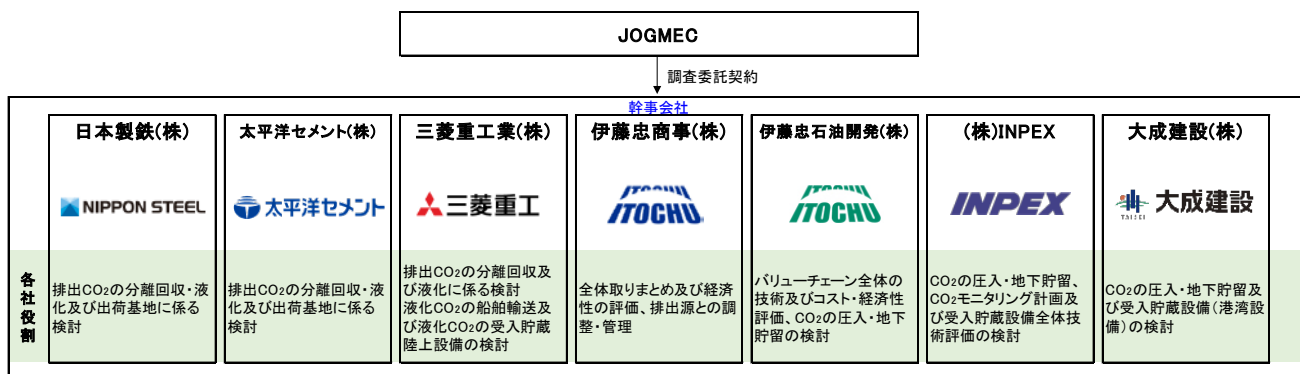 JOGMEC
調査委託契約
幹事会社
日本製鉄(株)
太平洋セメント(株)
三菱重工業(株)
伊藤忠商事(株)
伊藤忠石油開発(株)
(株)INPEX
大成建設(株)
NIPPON STEEL
太平洋セメント
三菱重工
ITOCHU
ITOCHU
INPEX
TAISEI
大成建設
各社役割
排出CO2の分離回収・液
化及び出荷基地に係る
検討
排出CO2の分離回収・液
化及び出荷基地に係る
検討
排出CO2の分離回収及
び液化に係る検討
液化CO2の船舶輸送及
び液化CO2の受入貯蔵
陸上設備の検討
全体取りまとめ及び経済
性の評価、排出源との調
整・管理
バリューチェーン全体の
技術及びコスト・経済性
評価、CO2の圧入・地下
貯留の検討
CO2の圧入・地下貯留、
CO2モニタリング計画及
び受入貯蔵設備全体技
術評価の検討
CO2の圧入・地下貯留及
び受入貯蔵設備(港湾設
備)の検討